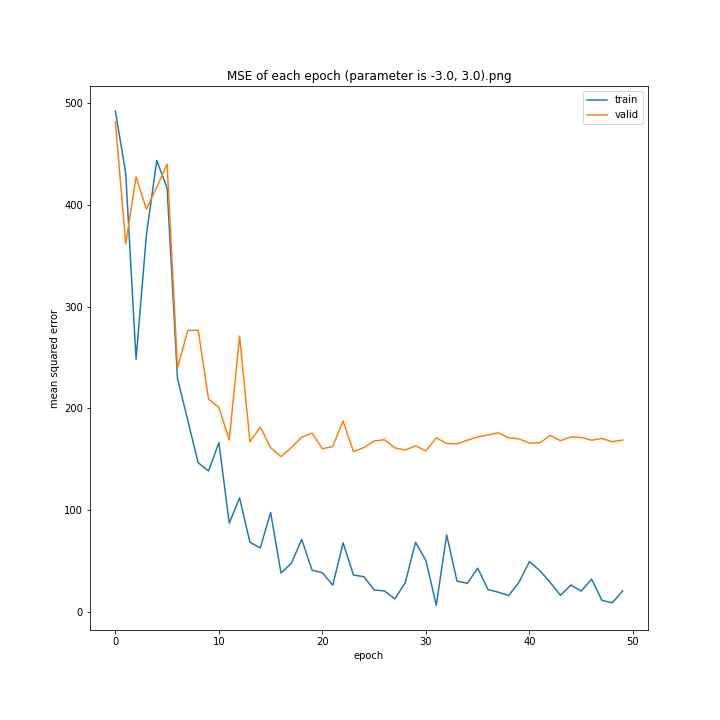 MSE of each epoch (parameter is -3.0, 3.0).png
train
valid
500
400
300
200
100
0
mean squared error
0
10
20
30
40
50
epoch